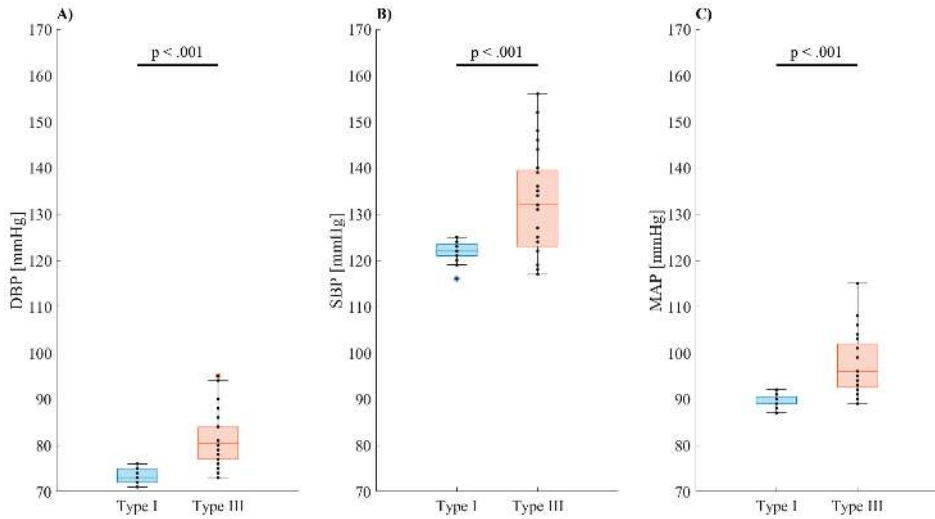 A)
170
160
150
140
130
120
110
100
90
80
70
DBP [mmHg]
p < .001
Type I
Type III
B)
170
160
150
140
130
120
110
100
90
80
70
SBP [mmHg]
p < .001
Type I
Type III
C)
170
160
150
140
130
120
110
100
90
80
70
MAP [mmHg]
p < .001
Type I
Type III